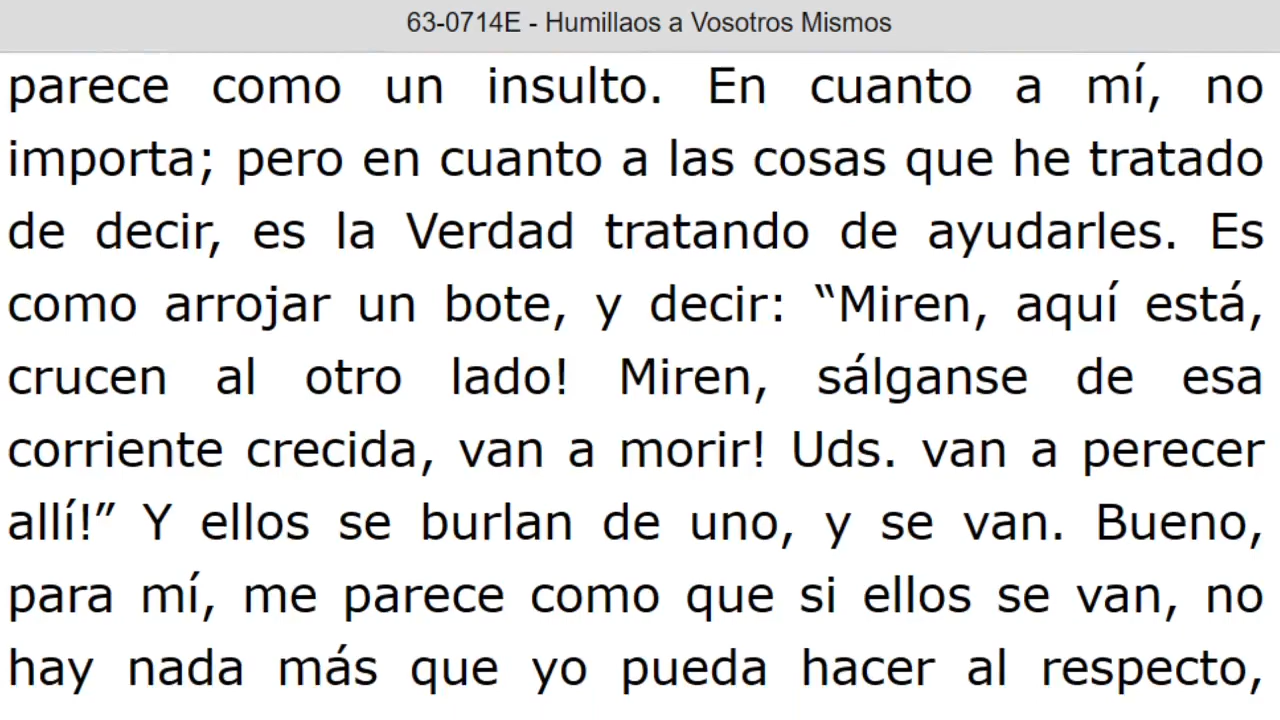 63-0714E - Humillaos a Vosotros Mismos
parece como un insulto. En cuanto a mí, no
importa; pero en cuanto a las cosas que he tratado
de decir, es la Verdad tratando de ayudarles. Es
como arrojar un bote, y decir: “Miren, aquí está,
crucen al otro lado! Miren, sálganse de esa
corriente crecida, van a morir! Uds. van a perecer
allí!” Y ellos se burlan de uno, y se van. Bueno,
para mí, me parece como que si ellos se van, no
hay nada más que yo pueda hacer al respecto,